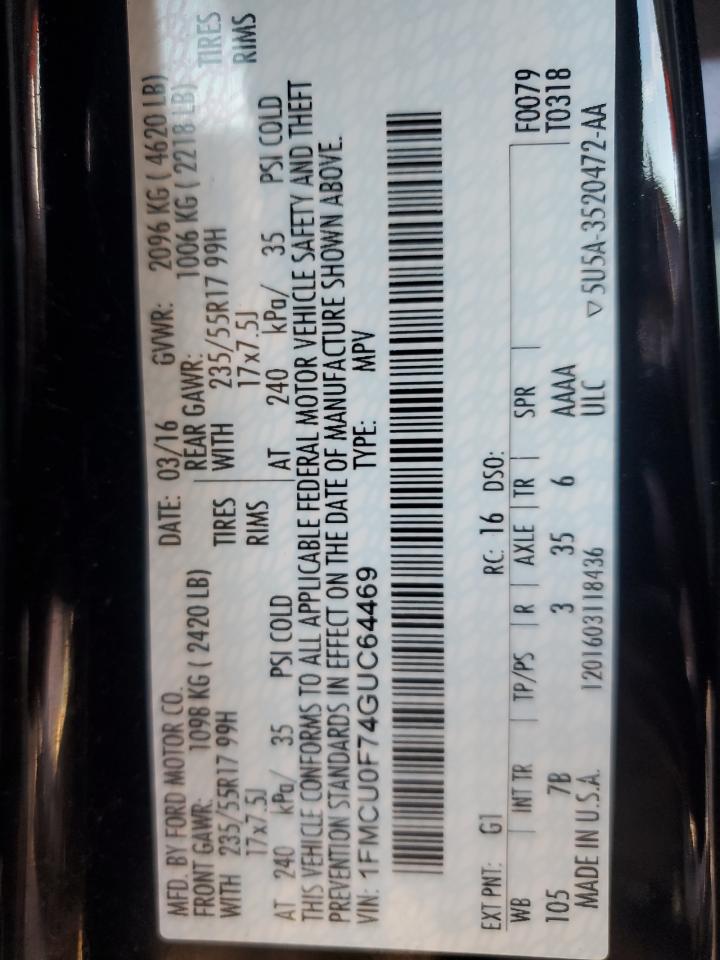 MFD. BY FORD MOTOR CO.
DATE: 03/16 GVWR: 2096 KG ( 4620 LB)
FRONT GAWR: 1098 KG ( 2420 LB)
REAR GAWR: 1006 KG ( 2218 LB)
WITH 235/55R17 99H TIRES
WITH 235/55R17 99H TIRES
17x7.5J RIMS
17x7.5J RIMS
AT 240 kPa/ 35 PSI COLD
AT 240 kPa/ 35 PSI COLD
THIS VEHICLE CONFORMS TO ALL APPLICABLE FEDERAL MOTOR VEHICLE SAFETY AND THEFT
PREVENTION STANDARDS IN EFFECT ON THE DATE OF MANUFACTURE SHOWN ABOVE.
VIN: 1FMCU0F74GUC64469 TYPE: MPV
EXT PNT: G1 RC: 16 DSO:
WB INT TR TP/PS R AXLE TR SPR F0079
105 7B 3 35 6 AAAA T0318
MADE IN U.S.A. 1201603118436 ULC ▽5U5A-3520472-AA